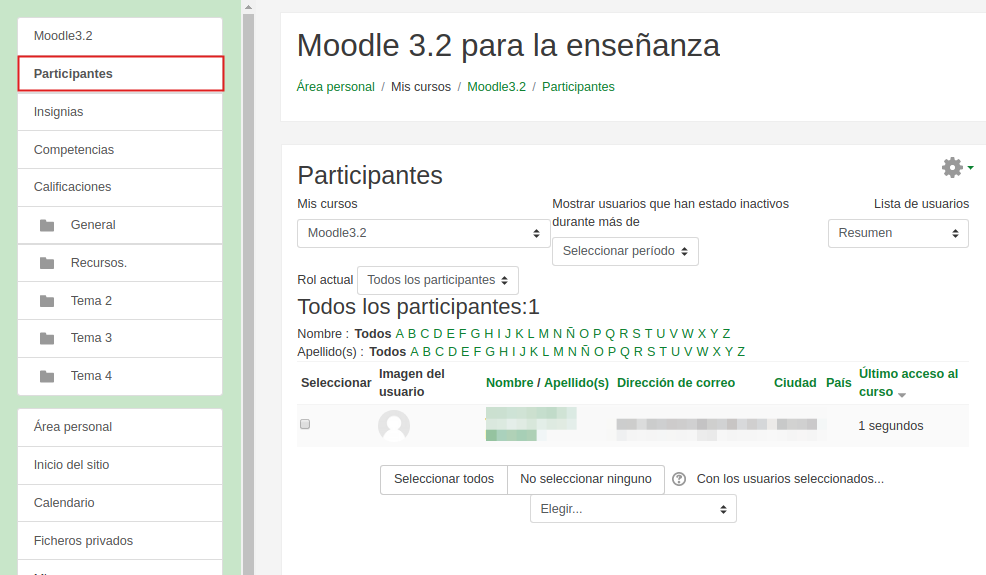 Moodle3.2
Participantes
Insignias
Competencias
Calificaciones
General
Recursos.
Tema 2
Tema 3
Tema 4
Área personal
Inicio del sitio
Calendario
Ficheros privados
Moodle 3.2 para la enseñanza
Área personal / Mis cursos / Moodle3.2 / Participantes
Participantes
Mis cursos
Moodle3.2
Mostrar usuarios que han estado inactivos
durante más de
Seleccionar período
Lista de usuarios
Resumen
Rol actual Todos los participantes
Todos los participantes:1
Nombre : Todos A B C D E F G H I J K L M N Ñ O P Q R S T U V W X Y Z
Apellido(s) : Todos A B C D E F G H I J K L M N Ñ O P Q R S T U V W X Y Z
Seleccionar Imagen del usuario Nombre / Apellido(s) Dirección de correo Ciudad País Último acceso al curso
1 segundos
Seleccionar todos No seleccionar ninguno Con los usuarios seleccionados...
Elegir...